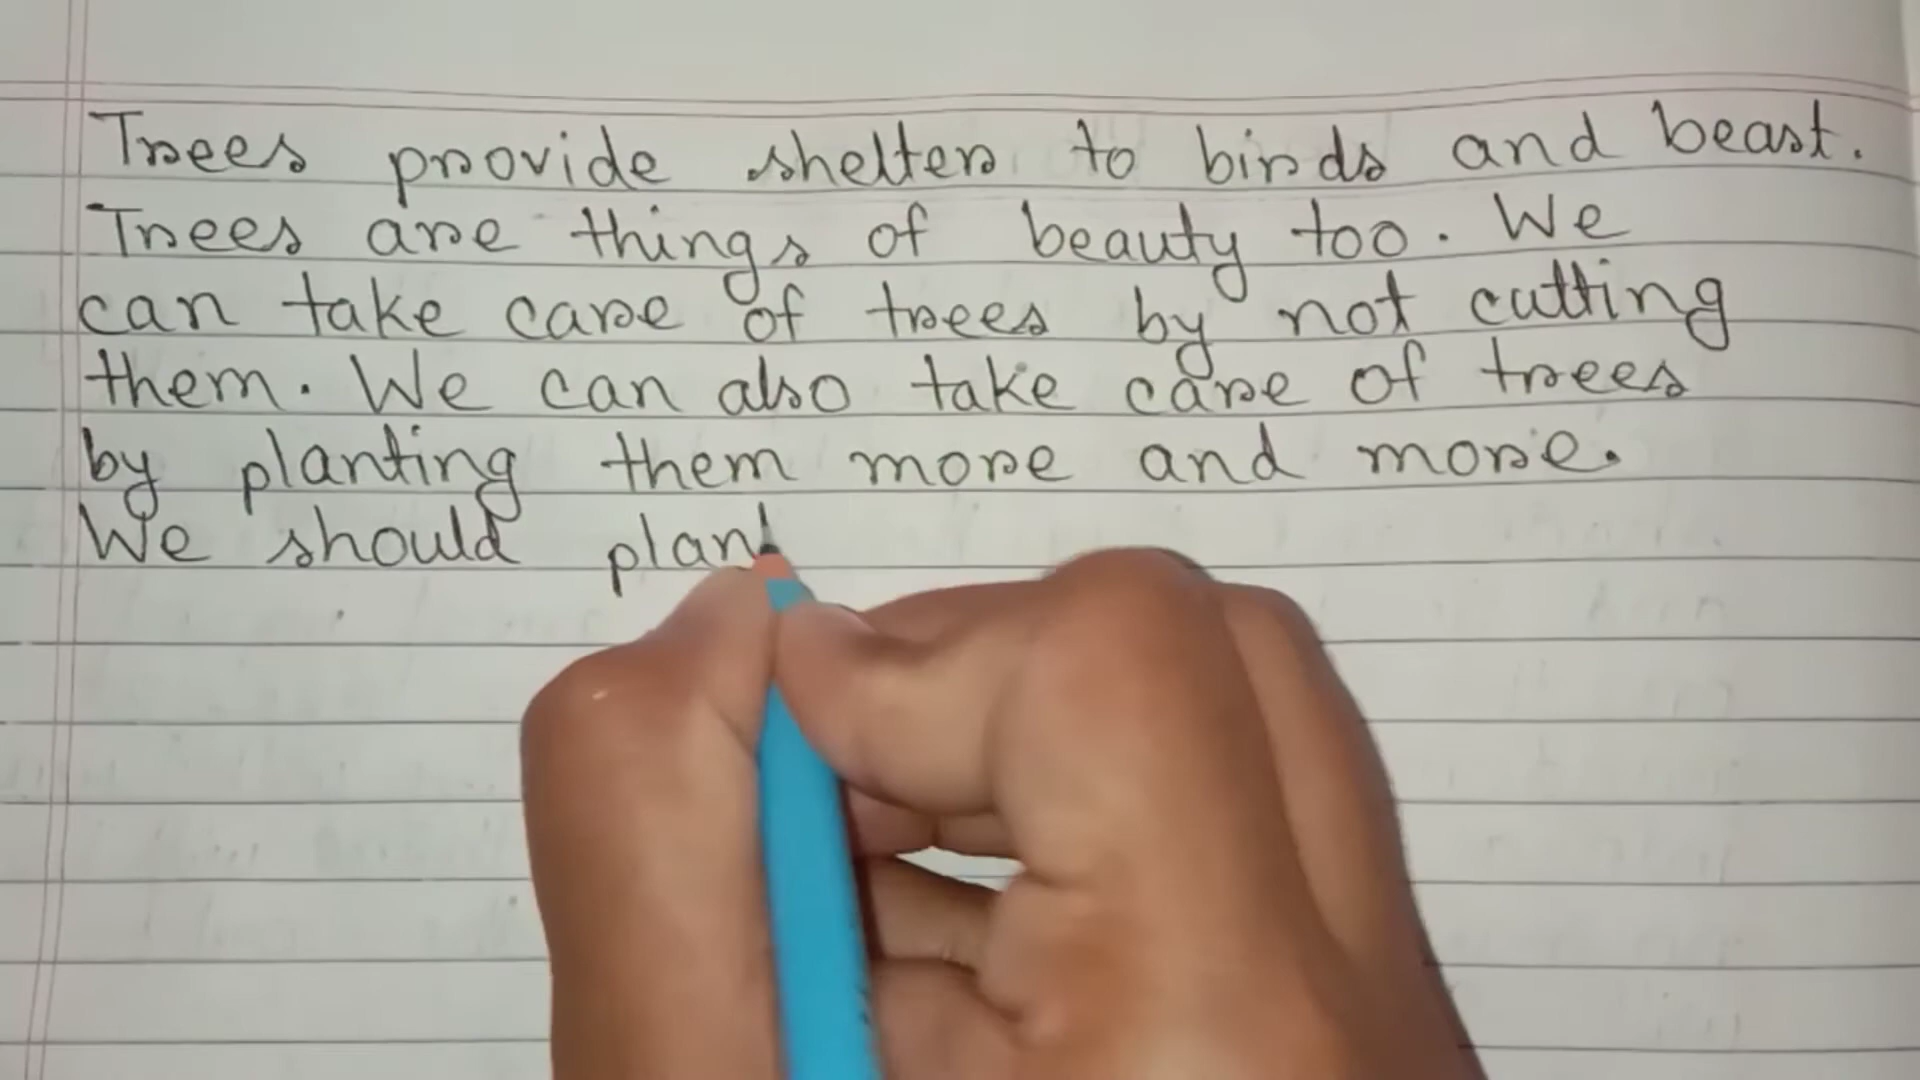 Trees provide shelter to birds and beast.
Trees are things of beauty too. We
can take care of trees by not cutting
them. We can also take care of trees
by planting them more and more.
We should plant